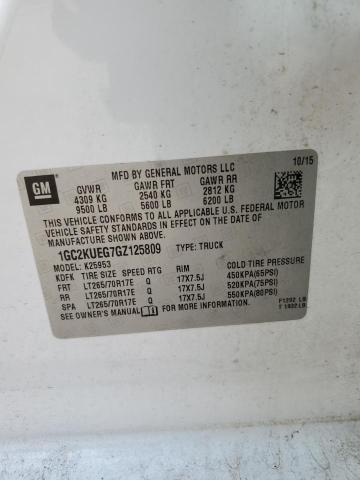 GM
MFD BY GENERAL MOTORS LLC 10/15
GVWR GAWR FRT GAWR RR
4309 KG 2540 KG 2812 KG
9500 LB 5600 LB 6200 LB
THIS VEHICLE CONFORMS TO ALL APPLICABLE U.S. FEDERAL MOTOR
VEHICLE SAFETY STANDARDS IN EFFECT ON THE DATE OF
MANUFACTURE SHOWN ABOVE.
1GC2KUEG7GZ125809 TYPE: TRUCK
MODEL: K25953
KDFK TIRE SIZE SPEED RTG RIM COLD TIRE PRESSURE
FRT LT265/70R17E Q 17X7.5J 450KPA(65PSI)
RR LT265/70R17E Q 17X7.5J 520KPA(75PSI)
SPA LT265/70R17E Q 17X7.5J 550KPA(80PSI)
SEE OWNER'S MANUAL